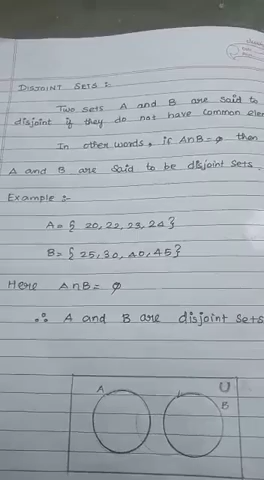 DISJOINT SETS :-
Two sets A and B are said to
disjoint if they do not have common elem
In other words, if A∩B=∅ then
A and B are said to be disjoint sets.
Example :-
A= { 20, 22, 23, 24 }
B= { 25, 30, 40, 45 }
Here A∩B= ∅
∴ A and B are disjoint sets
A U
B